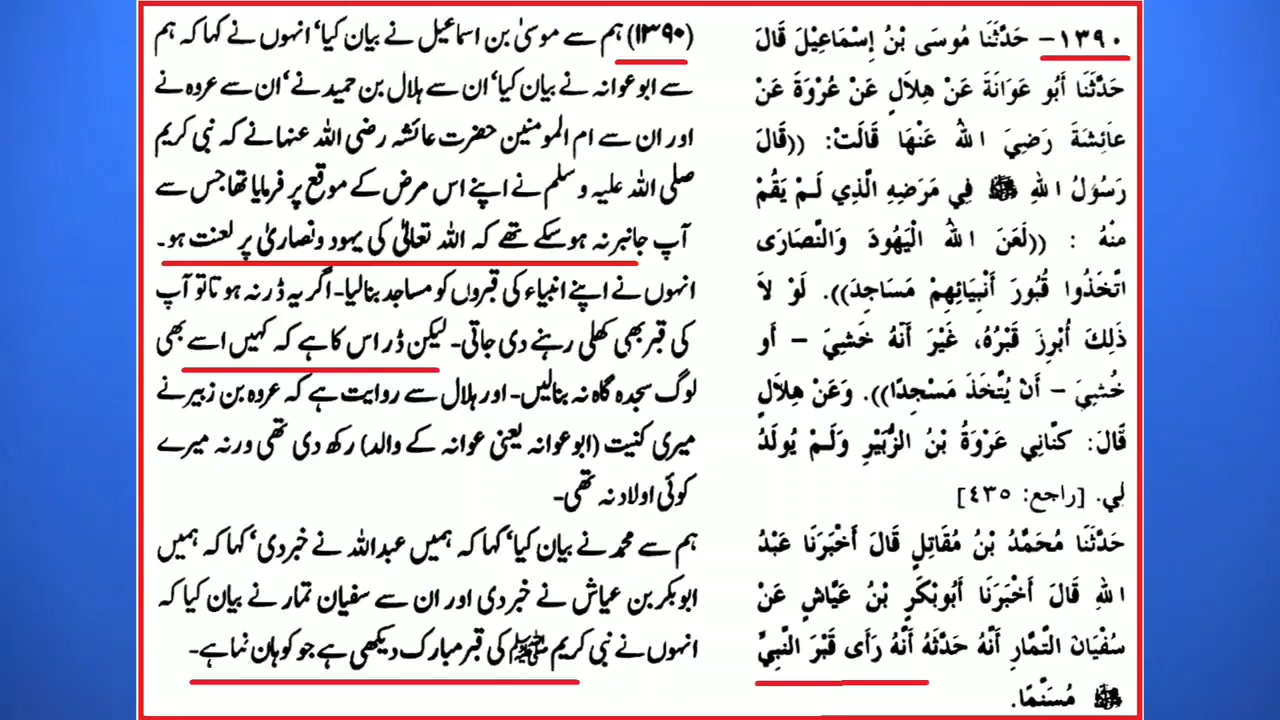 ١٣٩٠- حَدَّثَنَا مُوسَى بْنُ إِسْمَاعِيْلَ قَالَ
حَدَّثَنَا أَبُو عَوَانَةَ عَنْ هِلاَلٍ عَنْ عُرْوَةَ عَنْ
عَائِشَةَ رَضِيَ اللهُ عَنْهَا قَالَتْ: ((قَالَ
رَسُوْلُ اللهِ ﷺ فِي مَرَضِهِ الَّذِي لَـمْ يَقُمْ
مِنْهُ : ((لَعَنَ اللهُ الْيَهُودَ وَالنَّصَارَى
اتَّخَذُوا قُبُورَ أَنْبِيَائِهِمْ مَسَاجِدَ)). لَوْ لاَ
ذَلِكَ أُبْرِزَ قَبْرُهُ، غَيْرَ أَنَّهُ خَشِيَ – أَو
خُشِيَ – أَنْ يُتَّخَذَ مَسْجِدًا)). وَعَنْ هِلاَلٍ
قَالَ: كَنَّانِي عُرْوَةُ بْنُ الزُّبَيْرِ وَلَـمْ يُولَدُ
لِي. [راجع: ٤٣٥]
حَدَّثَنَا مُحَمَّدُ بْنُ مُقَاتِلٍ قَالَ أَخْبَرَنَا عَبْدُ
اللهِ قَالَ أَخْبَرَنَا أَبُوبَكَرٍ بْنُ عَيَّاشٍ عَنْ
سُفْيَانَ التَّمَّارِ أَنَّهُ حَدَّثَهُ أَنَّهُ رَأَى قَبْرَ النَّبِيِّ
ﷺ مُسَنَّمًا.
(۱۳۹۰) ہم سے موسیٰ بن اسماعیل نے بیان کیا‘ انہوں نے کہا کہ ہم
سے ابو عوانہ نے بیان کیا‘ ان سے ہلال بن حمید نے‘ ان سے عروہ نے
اور ان سے ام المومنین حضرت عائشہ رضی اللہ عنہا نے کہ نبی کریم
صلی اللہ علیہ و سلم نے اپنے اس مرض کے موقع پر فرمایا تھا جس سے
آپ جانبر نہ ہو سکے تھے کہ اللہ تعالیٰ کی یہود و نصاریٰ پر لعنت ہو۔
انہوں نے اپنے انبیاء کی قبروں کو مساجد بنالیا- اگر یہ ڈر نہ ہوتا تو آپ
کی قبر بھی کھلی رہنے دی جاتی- لیکن ڈر اس کا ہے کہ کہیں اسے بھی
لوگ سجدہ گاہ نہ بنالیں- اور ہلال سے روایت ہے کہ عروہ بن زبیر نے
میری کنیت (ابو عوانہ یعنی عوانہ کے والد) رکھ دی تھی ورنہ میرے
کوئی اولاد نہ تھی-
ہم سے محمد نے بیان کیا‘ کہا کہ ہمیں عبداللہ نے خبر دی‘ کہا کہ ہمیں
ابوبکر بن عیاش نے خبر دی اور ان سے سفیان تمار نے بیان کیا کہ
انہوں نے نبی کریم ﷺ کی قبر مبارک دیکھی ہے جو کوہان نما ہے-